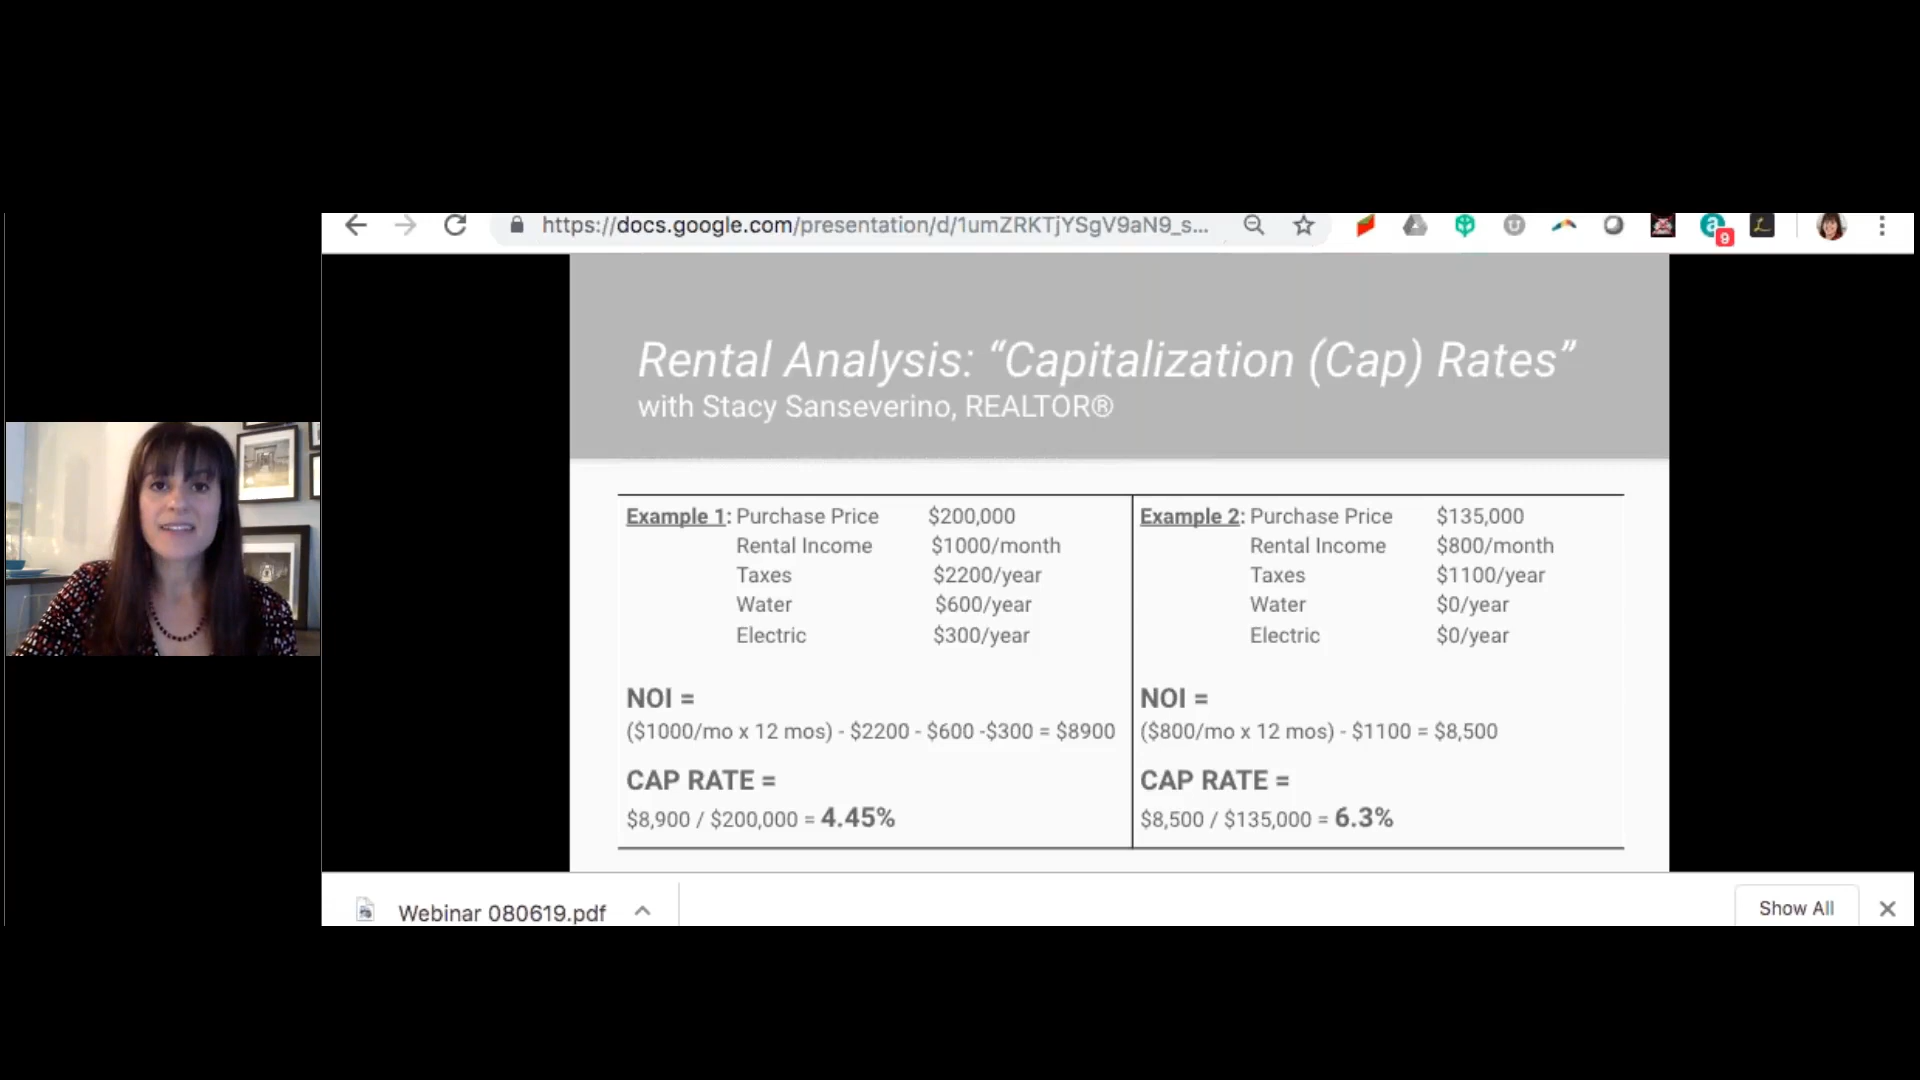 https://docs.google.com/presentation/d/1umZRKTjYSgV9aN9_s...
a
9
L
Rental Analysis: “Capitalization (Cap) Rates”
with Stacy Sanseverino, REALTOR®
Example 1: Purchase Price $200,000
Rental Income $1000/month
Taxes $2200/year
Water $600/year
Electric $300/year
NOI =
($1000/mo x 12 mos) - $2200 - $600 -$300 = $8900
CAP RATE =
$8,900 / $200,000 = 4.45%
Example 2: Purchase Price $135,000
Rental Income $800/month
Taxes $1100/year
Water $0/year
Electric $0/year
NOI =
($800/mo x 12 mos) - $1100 = $8,500
CAP RATE =
$8,500 / $135,000 = 6.3%
Webinar 080619.pdf
Show All